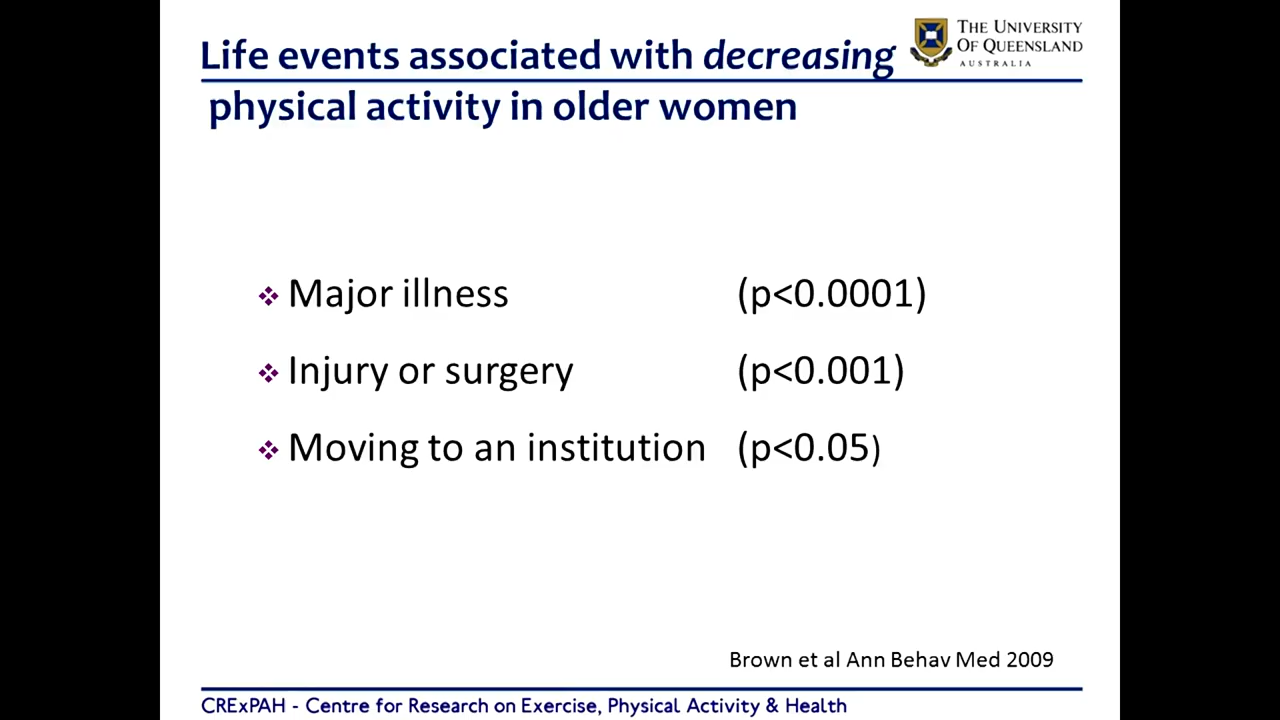 Life events associated with decreasing
physical activity in older women
THE UNIVERSITY
OF QUEENSLAND
AUSTRALIA
❖ Major illness (p<0.0001)
❖ Injury or surgery (p<0.001)
❖ Moving to an institution (p<0.05)
Brown et al Ann Behav Med 2009
CRExPAH - Centre for Research on Exercise, Physical Activity & Health